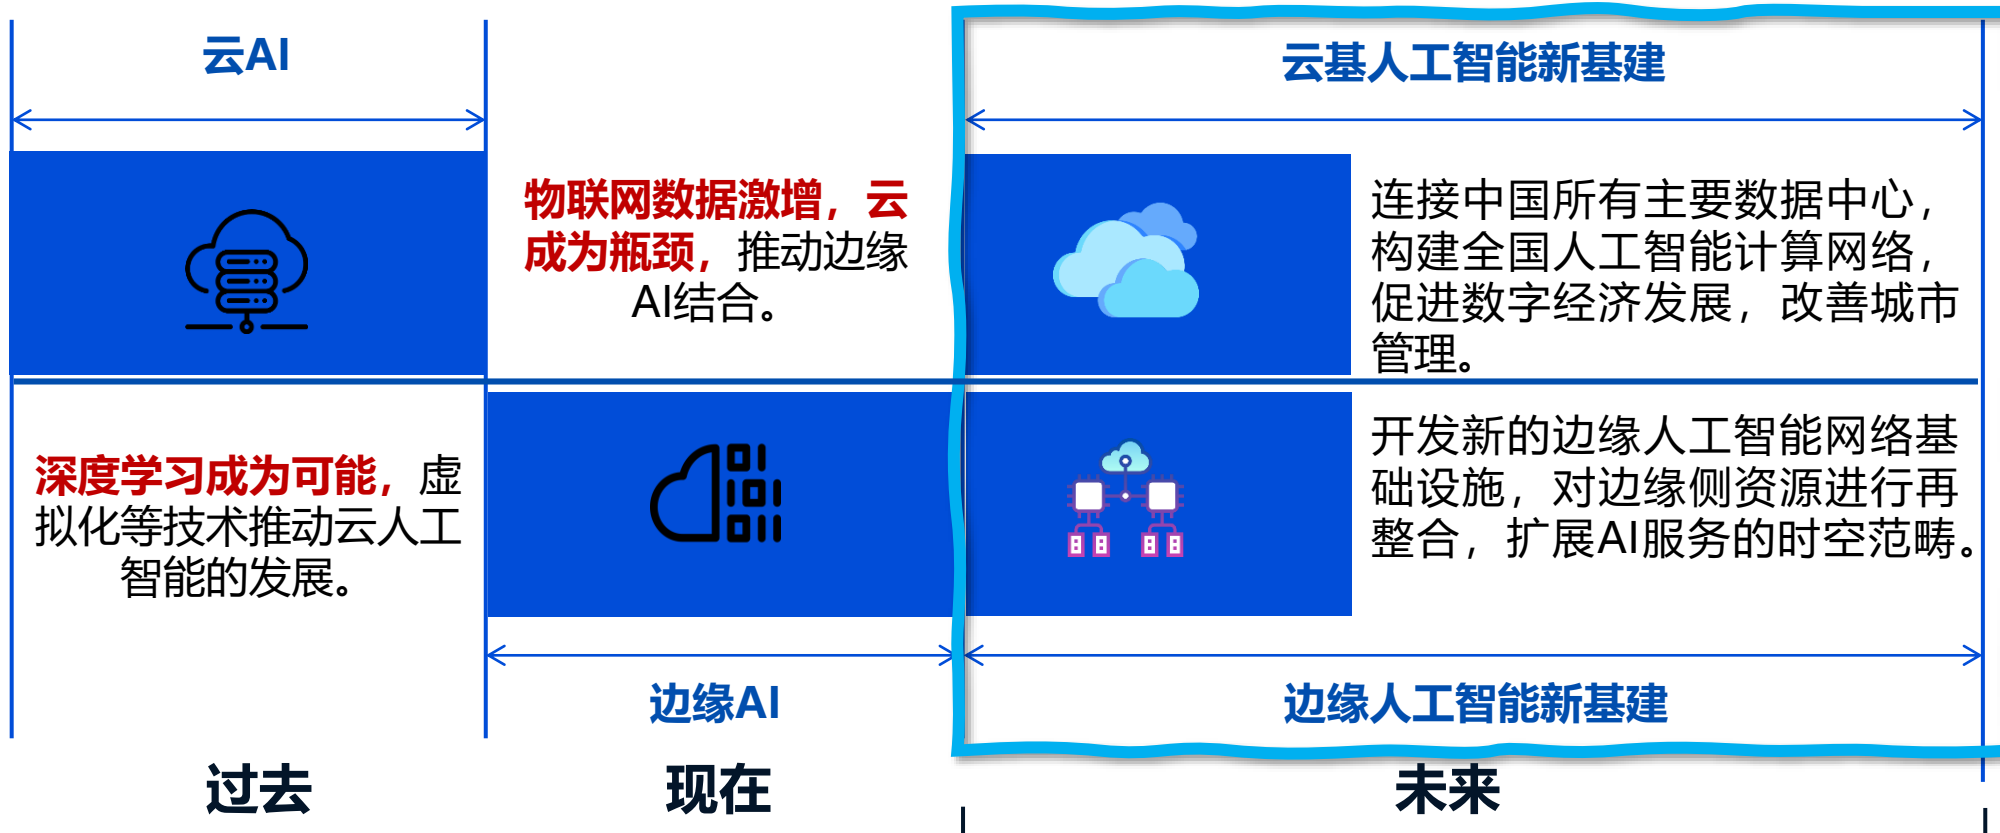 云AI
云基人工智能新基建
物联网数据激增，云
成为瓶颈，推动边缘
AI结合。
连接中国所有主要数据中心，
构建全国人工智能计算网络，
促进数字经济发展，改善城市
管理。
深度学习成为可能，虚
拟化等技术推动云人工
智能的发展。
开发新的边缘人工智能网络基
础设施，对边缘侧资源进行再
整合，扩展AI服务的时空范畴。
边缘AI
边缘人工智能新基建
过去
现在
未来